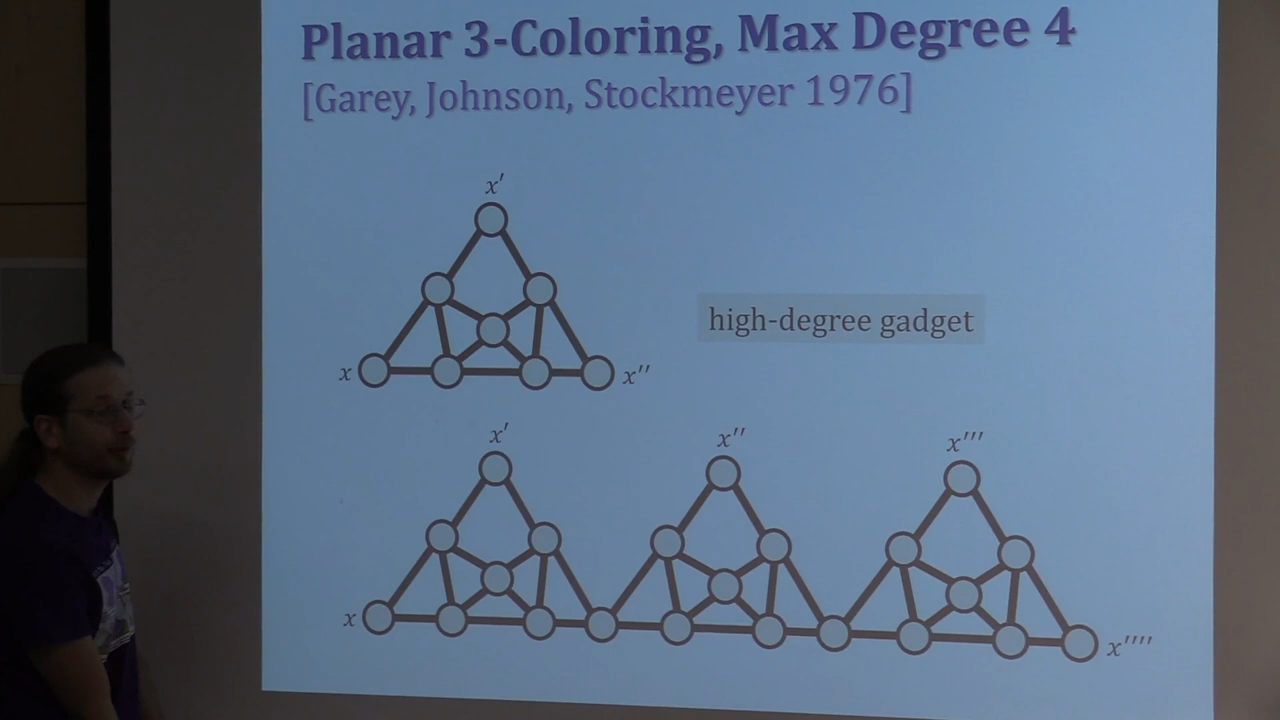 Planar 3-Coloring, Max Degree 4
[Garey, Johnson, Stockmeyer 1976]
x′
high-degree gadget
x
x′′
x′
x′′
x′′′
x
x′′′′